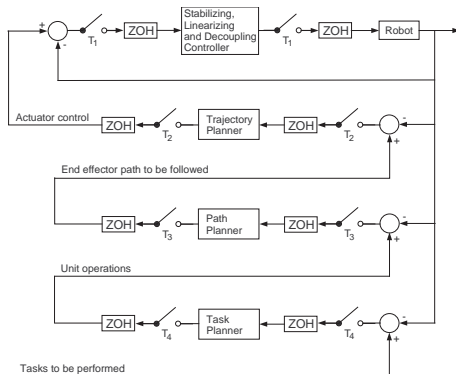 Stabilizing,
Linearizing
and Decoupling
Controller
+
-
T1
ZOH
T1
ZOH
Robot
Actuator control
ZOH
T2
Trajectory
Planner
ZOH
T2
-
+
End effector path to be followed
ZOH
T3
Path
Planner
ZOH
T3
-
+
Unit operations
ZOH
T4
Task
Planner
ZOH
T4
-
+
Tasks to be performed